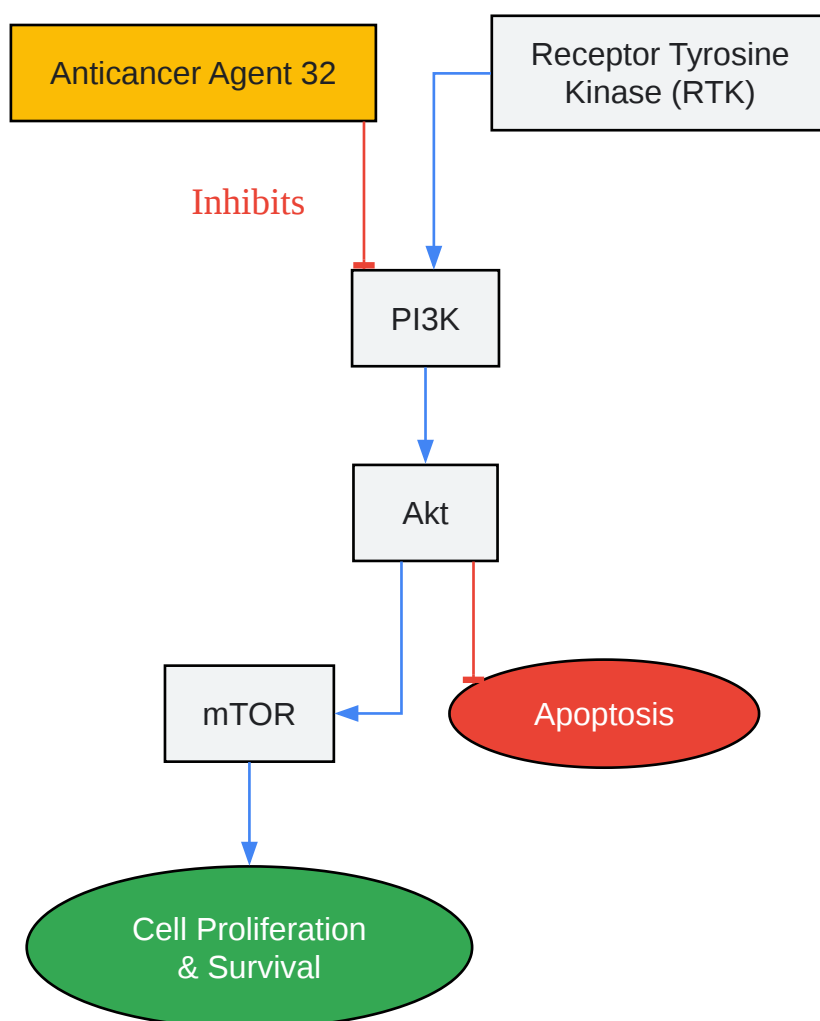 Anticancer Agent 32
Receptor Tyrosine
Kinase (RTK)
Inhibits
PI3K
Akt
mTOR
Apoptosis
Cell Proliferation
& Survival